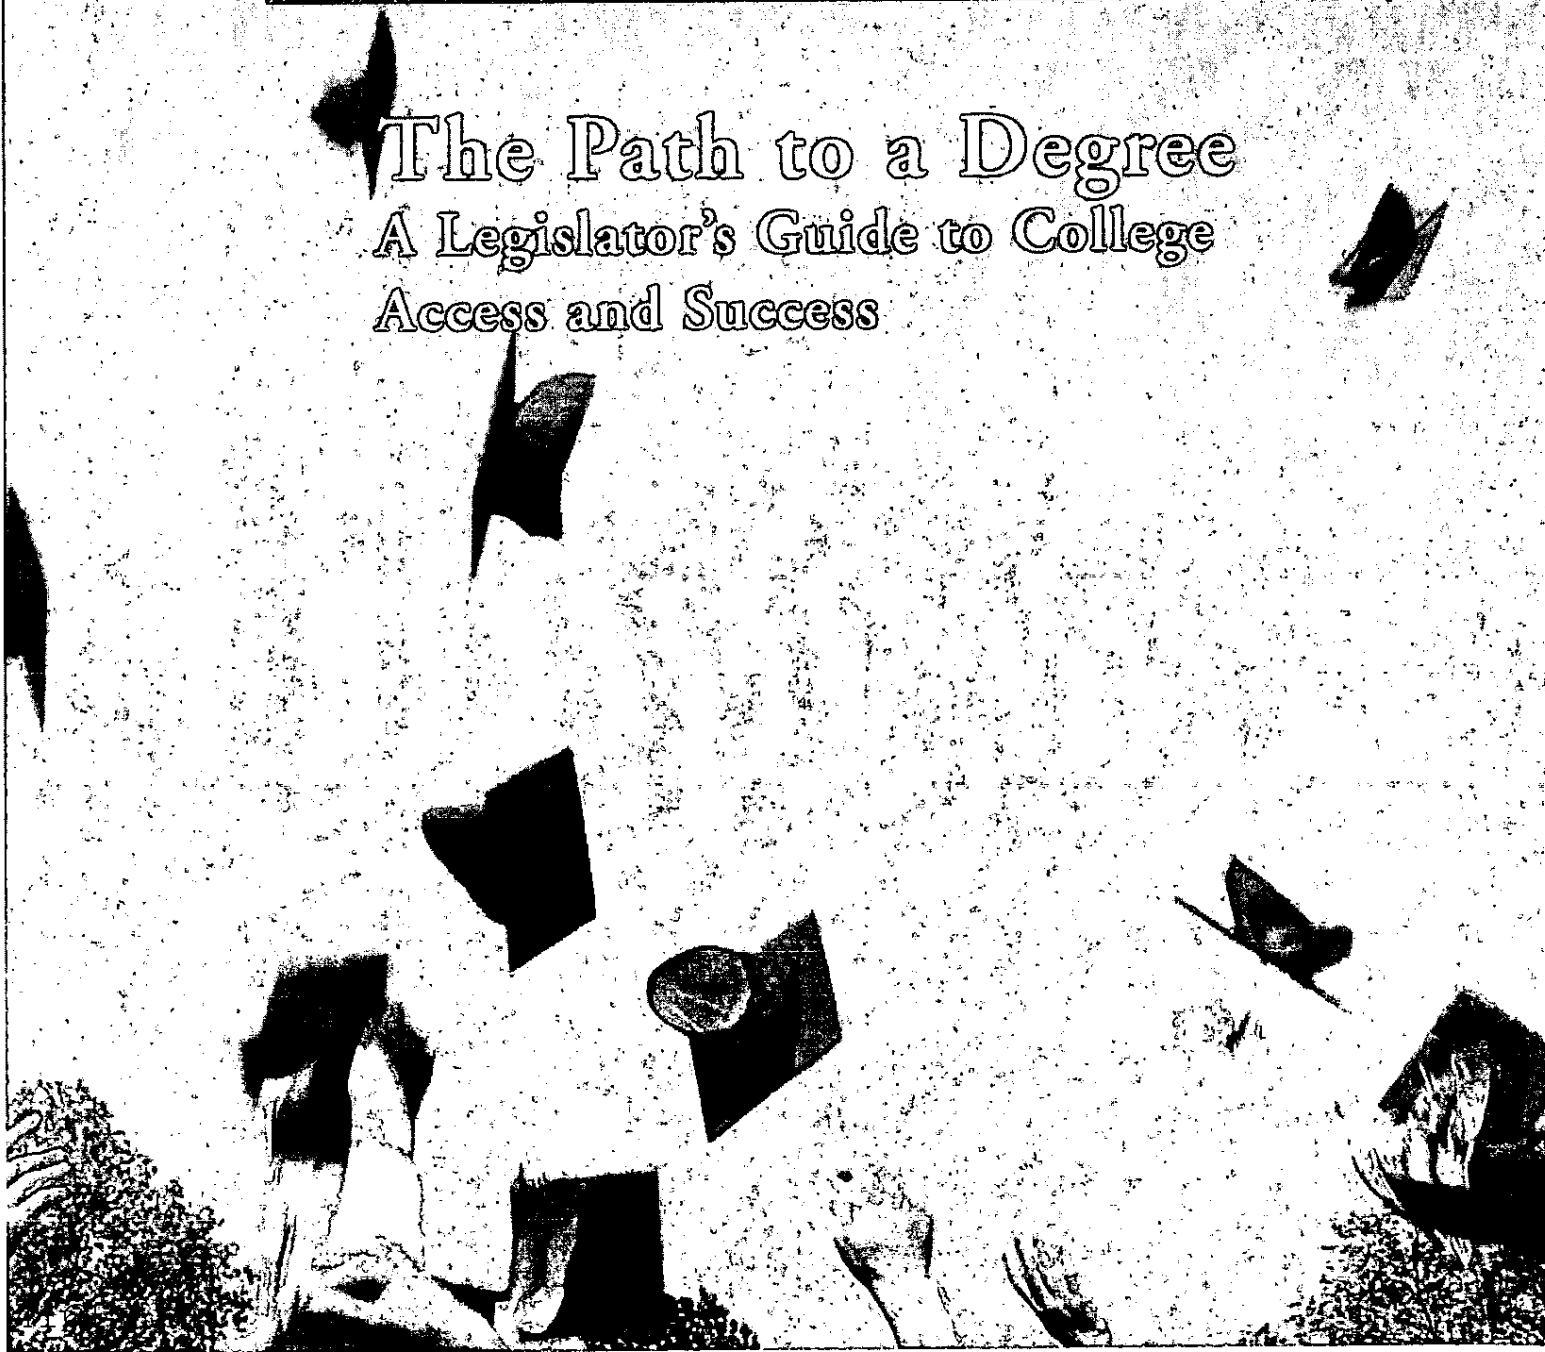 The Path to a Degree
A Legislator's Guide to College
Access and Success